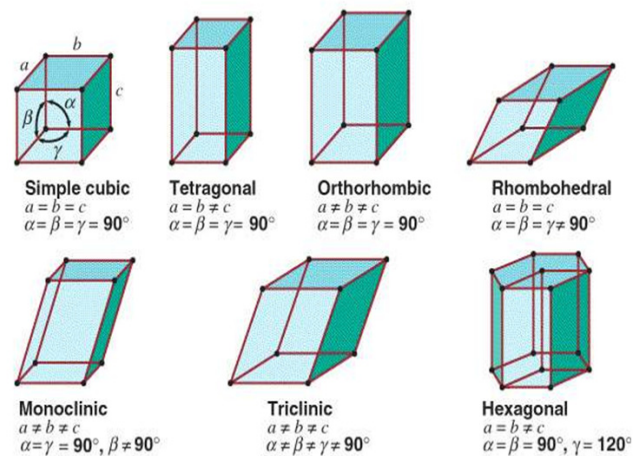 b
a
c
α
β
γ
Simple cubic
a = b = c
α = β = γ = 90°
Tetragonal
a = b ≠ c
α = β = γ = 90°
Orthorhombic
a ≠ b ≠ c
α = β = γ = 90°
Rhombohedral
a = b = c
α = β = γ ≠ 90°
Monoclinic
a ≠ b ≠ c
α = γ = 90°, β ≠ 90°
Triclinic
a ≠ b ≠ c
α ≠ β ≠ γ ≠ 90°
Hexagonal
a = b ≠ c
α = β = 90°, γ = 120°